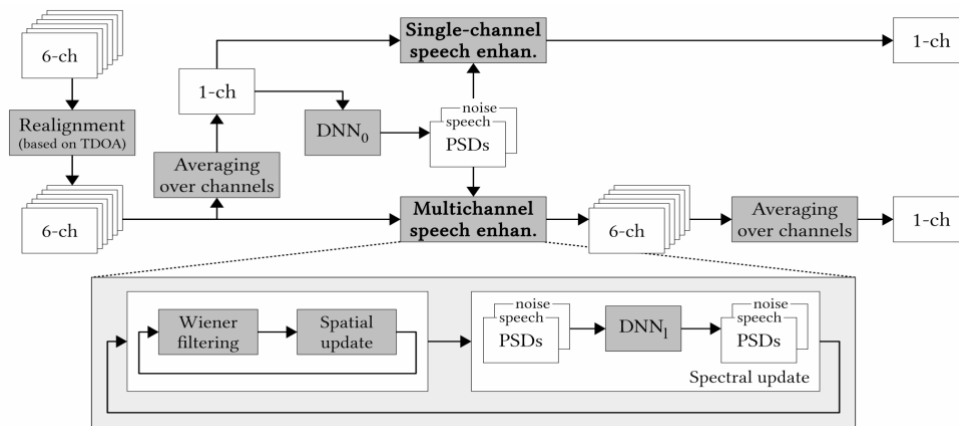 6-ch
Realignment
(based on TDOA)
6-ch
Averaging
over channels
1-ch
DNN0
Single-channel
speech enhan.
noise
speech
PSDs
Multichannel
speech enhan.
6-ch
Averaging
over channels
1-ch
1-ch
Wiener
filtering
Spatial
update
noise
speech
PSDs
DNNl
noise
speech
PSDs
Spectral update